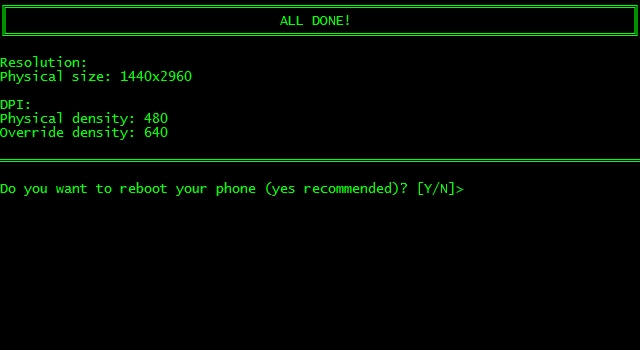 ALL DONE!
Resolution:
Physical size: 1440x2960
DPI:
Physical density: 480
Override density: 640
Do you want to reboot your phone (yes recommended)? [Y/N]>